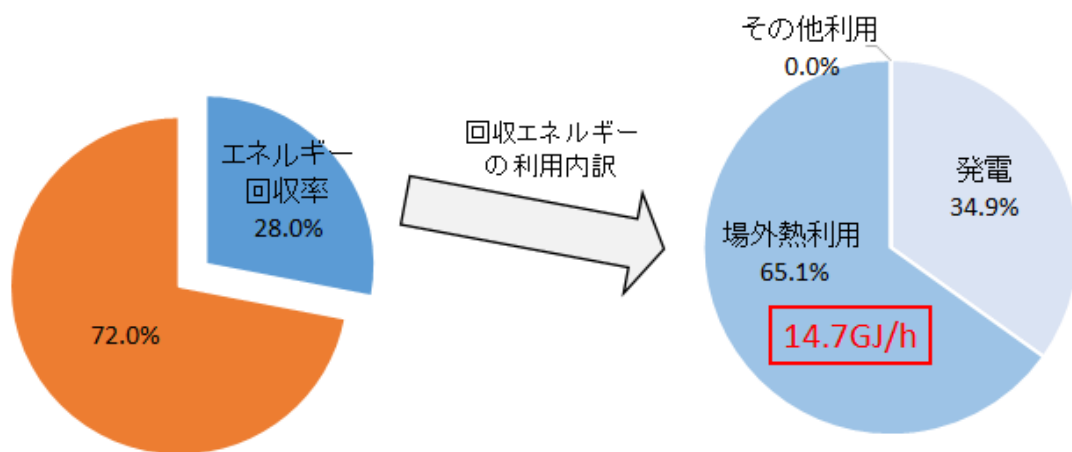 エネルギー
回収率
28.0%
72.0%
回収エネルギー
の利用内訳
その他利用
0.0%
発電
34.9%
場外熱利用
65.1%
14.7GJ/h